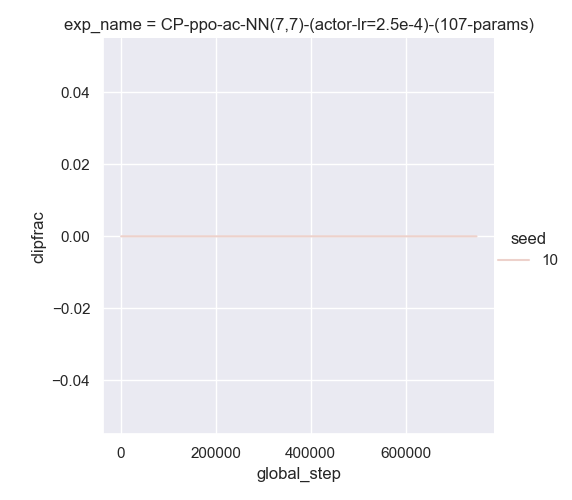 exp_name = CP-ppo-ac-NN(7,7)-(actor-lr=2.5e-4)-(107-params)
0.04
0.02
0.00
−0.02
−0.04
clipfrac
0
200000
400000
600000
global_step
seed
10